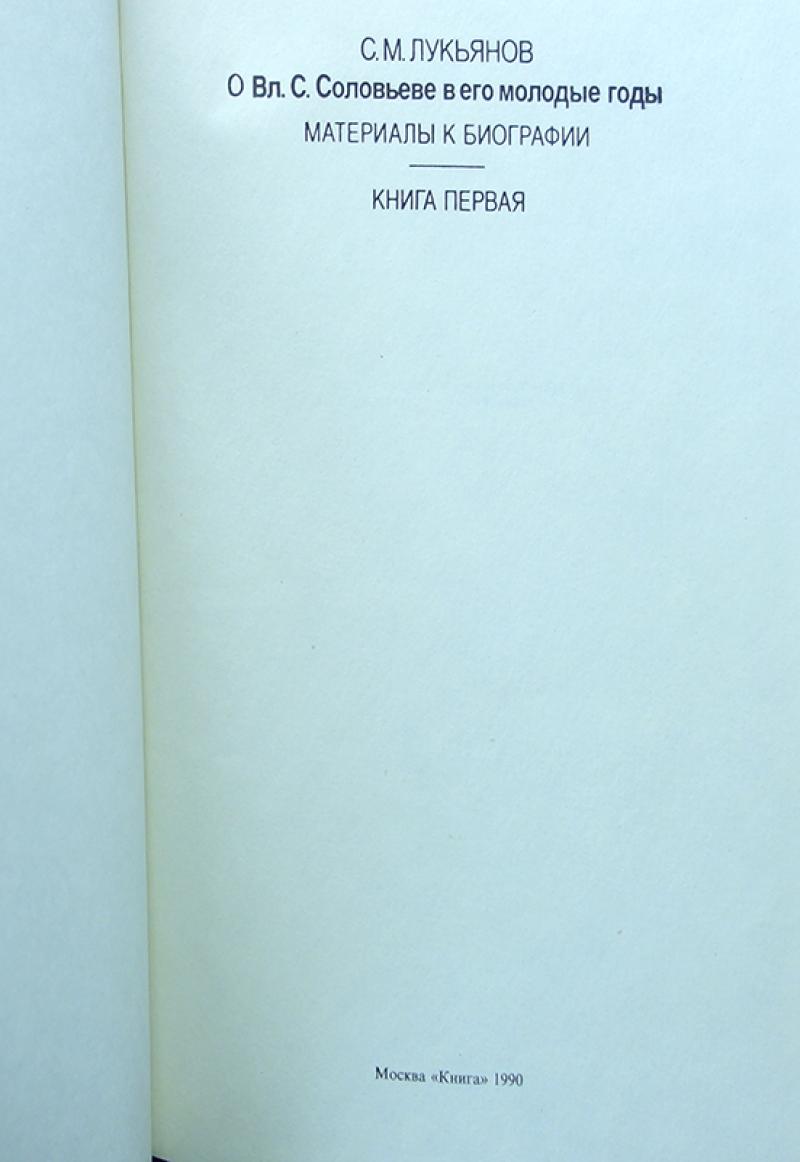 С.М.ЛУКЬЯНОВ
О Вл. С. Соловьеве в его молодые годы
МАТЕРИАЛЫ К БИОГРАФИИ
КНИГА ПЕРВАЯ
Москва «Книга» 1990